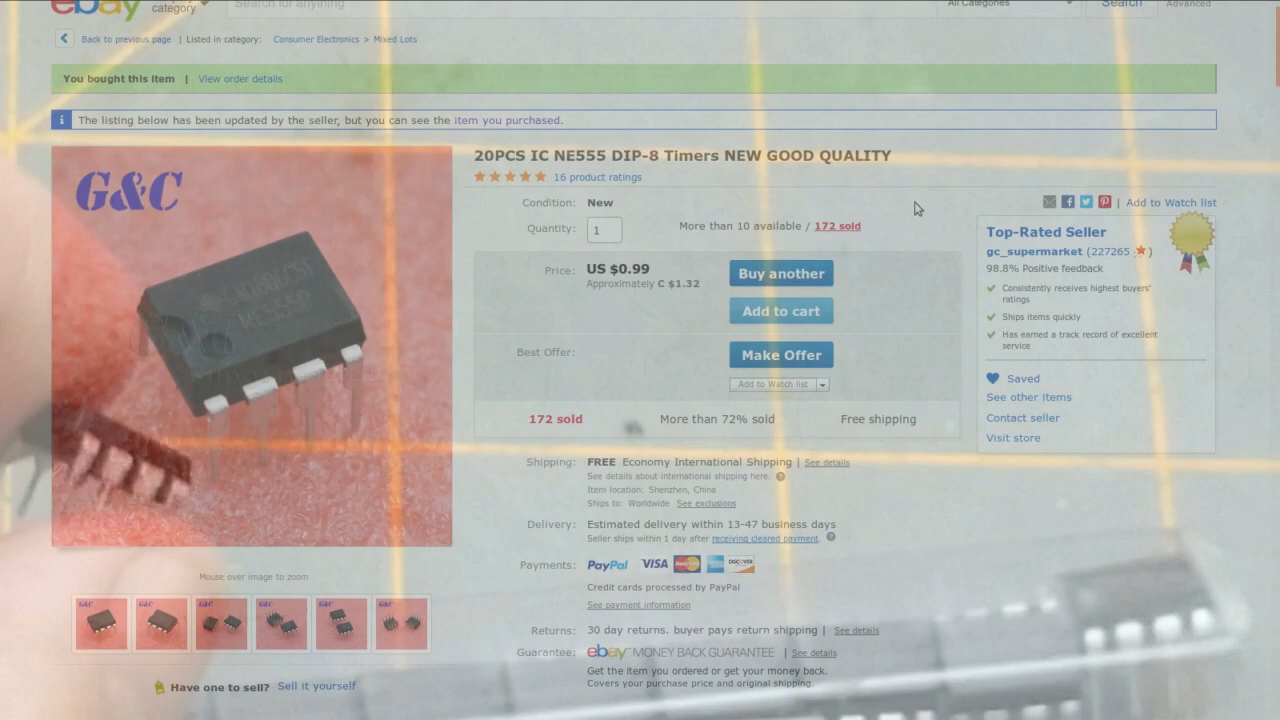 ebay
category
Search for anything
All Categories
Search
Advanced
Back to previous page | Listed in category: Consumer Electronics > Mixed Lots
You bought this item | View order details
i The listing below has been updated by the seller, but you can see the item you purchased.
G&C
20PCS IC NE555 DIP-8 Timers NEW GOOD QUALITY
16 product ratings
Condition: New
Quantity: 1
More than 10 available / 172 sold
Price: US $0.99
Approximately C $1.32
Buy another
Add to cart
Best Offer:
Make Offer
Add to Watch list
172 sold More than 72% sold Free shipping
| Add to Watch list
Top-Rated Seller
gc_supermarket (227265 )
98.8% Positive feedback
Consistently receives highest buyers'
ratings
Ships items quickly
Has earned a track record of excellent
service
Saved
See other items
Contact seller
Visit store
Shipping: FREE Economy International Shipping | See details
See details about international shipping here. ?
Item location: Shenzhen, China
Ships to: Worldwide See exclusions
Delivery: Estimated delivery within 13-47 business days
Seller ships within 1 day after receiving cleared payment. ?
Payments: PayPal VISA MasterCard DISCOVER
Credit cards processed by PayPal
See payment information
Returns: 30 day returns. buyer pays return shipping | See details
Guarantee: ebay MONEY BACK GUARANTEE | See details
Get the item you ordered or get your money back.
Covers your purchase price and original shipping.
Mouse over image to zoom
G&C G&C G&C G&C G&C G&C
Have one to sell? Sell it yourself